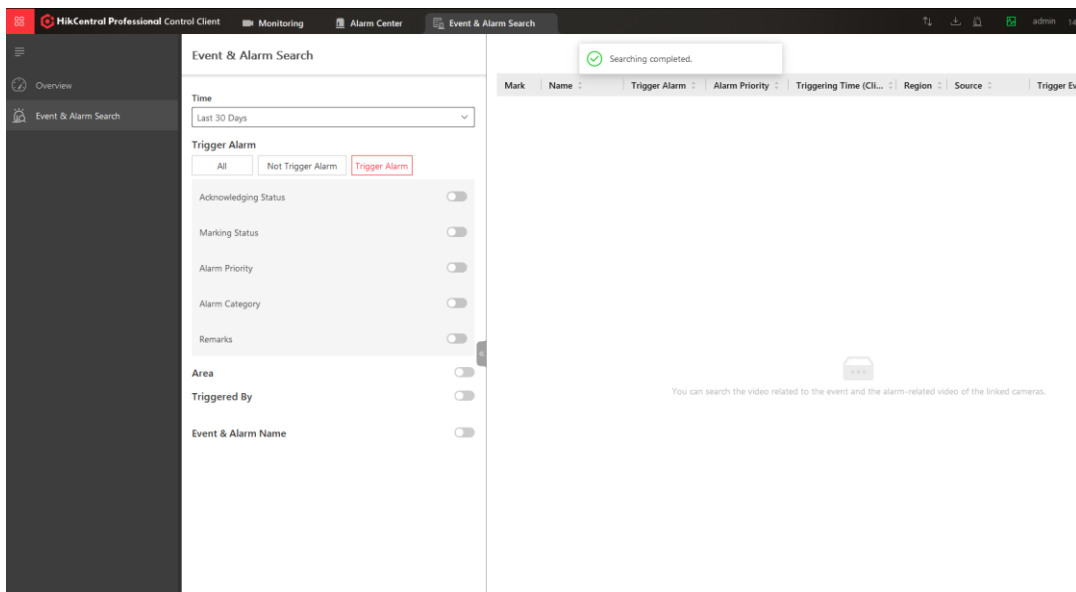 HikCentral Professional Control Client Monitoring Alarm Center Event & Alarm Search admin 14
Overview
Event & Alarm Search
Event & Alarm Search
Time
Last 30 Days
Trigger Alarm
All Not Trigger Alarm Trigger Alarm
Acknowledging Status
Marking Status
Alarm Priority
Alarm Category
Remarks
Area
Triggered By
Event & Alarm Name
Searching completed.
Mark Name Trigger Alarm Alarm Priority Triggering Time (Cli... Region Source Trigger Ev
You can search the video related to the event and the alarm-related video of the linked cameras.